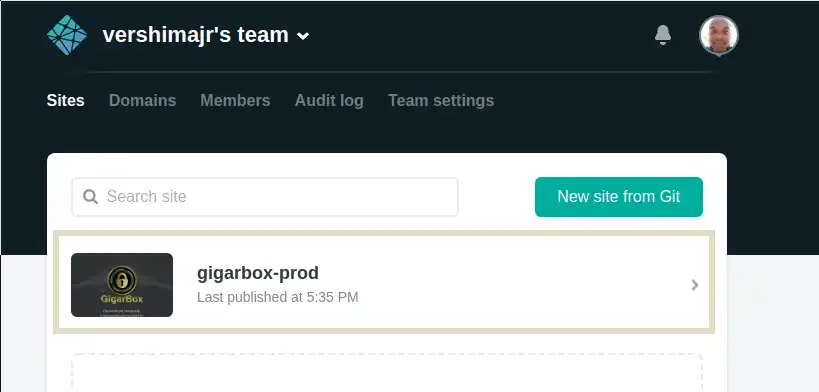 vershimajr's team
Sites Domains Members Audit log Team settings
Search site
New site from Git
GigarBox
gigarbox-prod
Last published at 5:35 PM